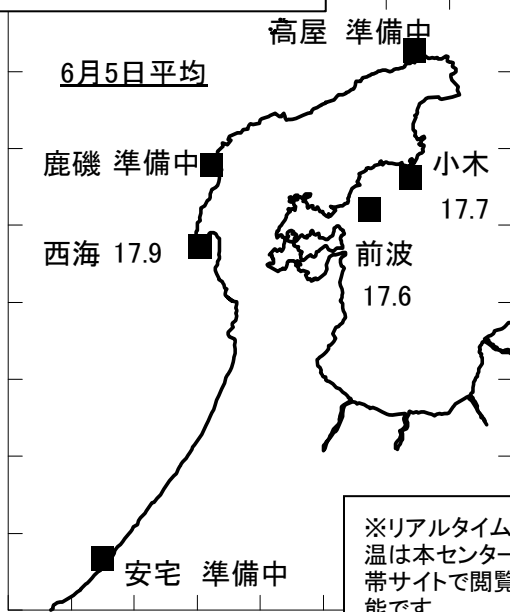 高屋 準備中
6月5日平均
鹿磯 準備中
小木
17.7
西海 17.9
前波
17.6
※リアルタイム
温は本センター
帯サイトで閲覧
能です
安宅 準備中